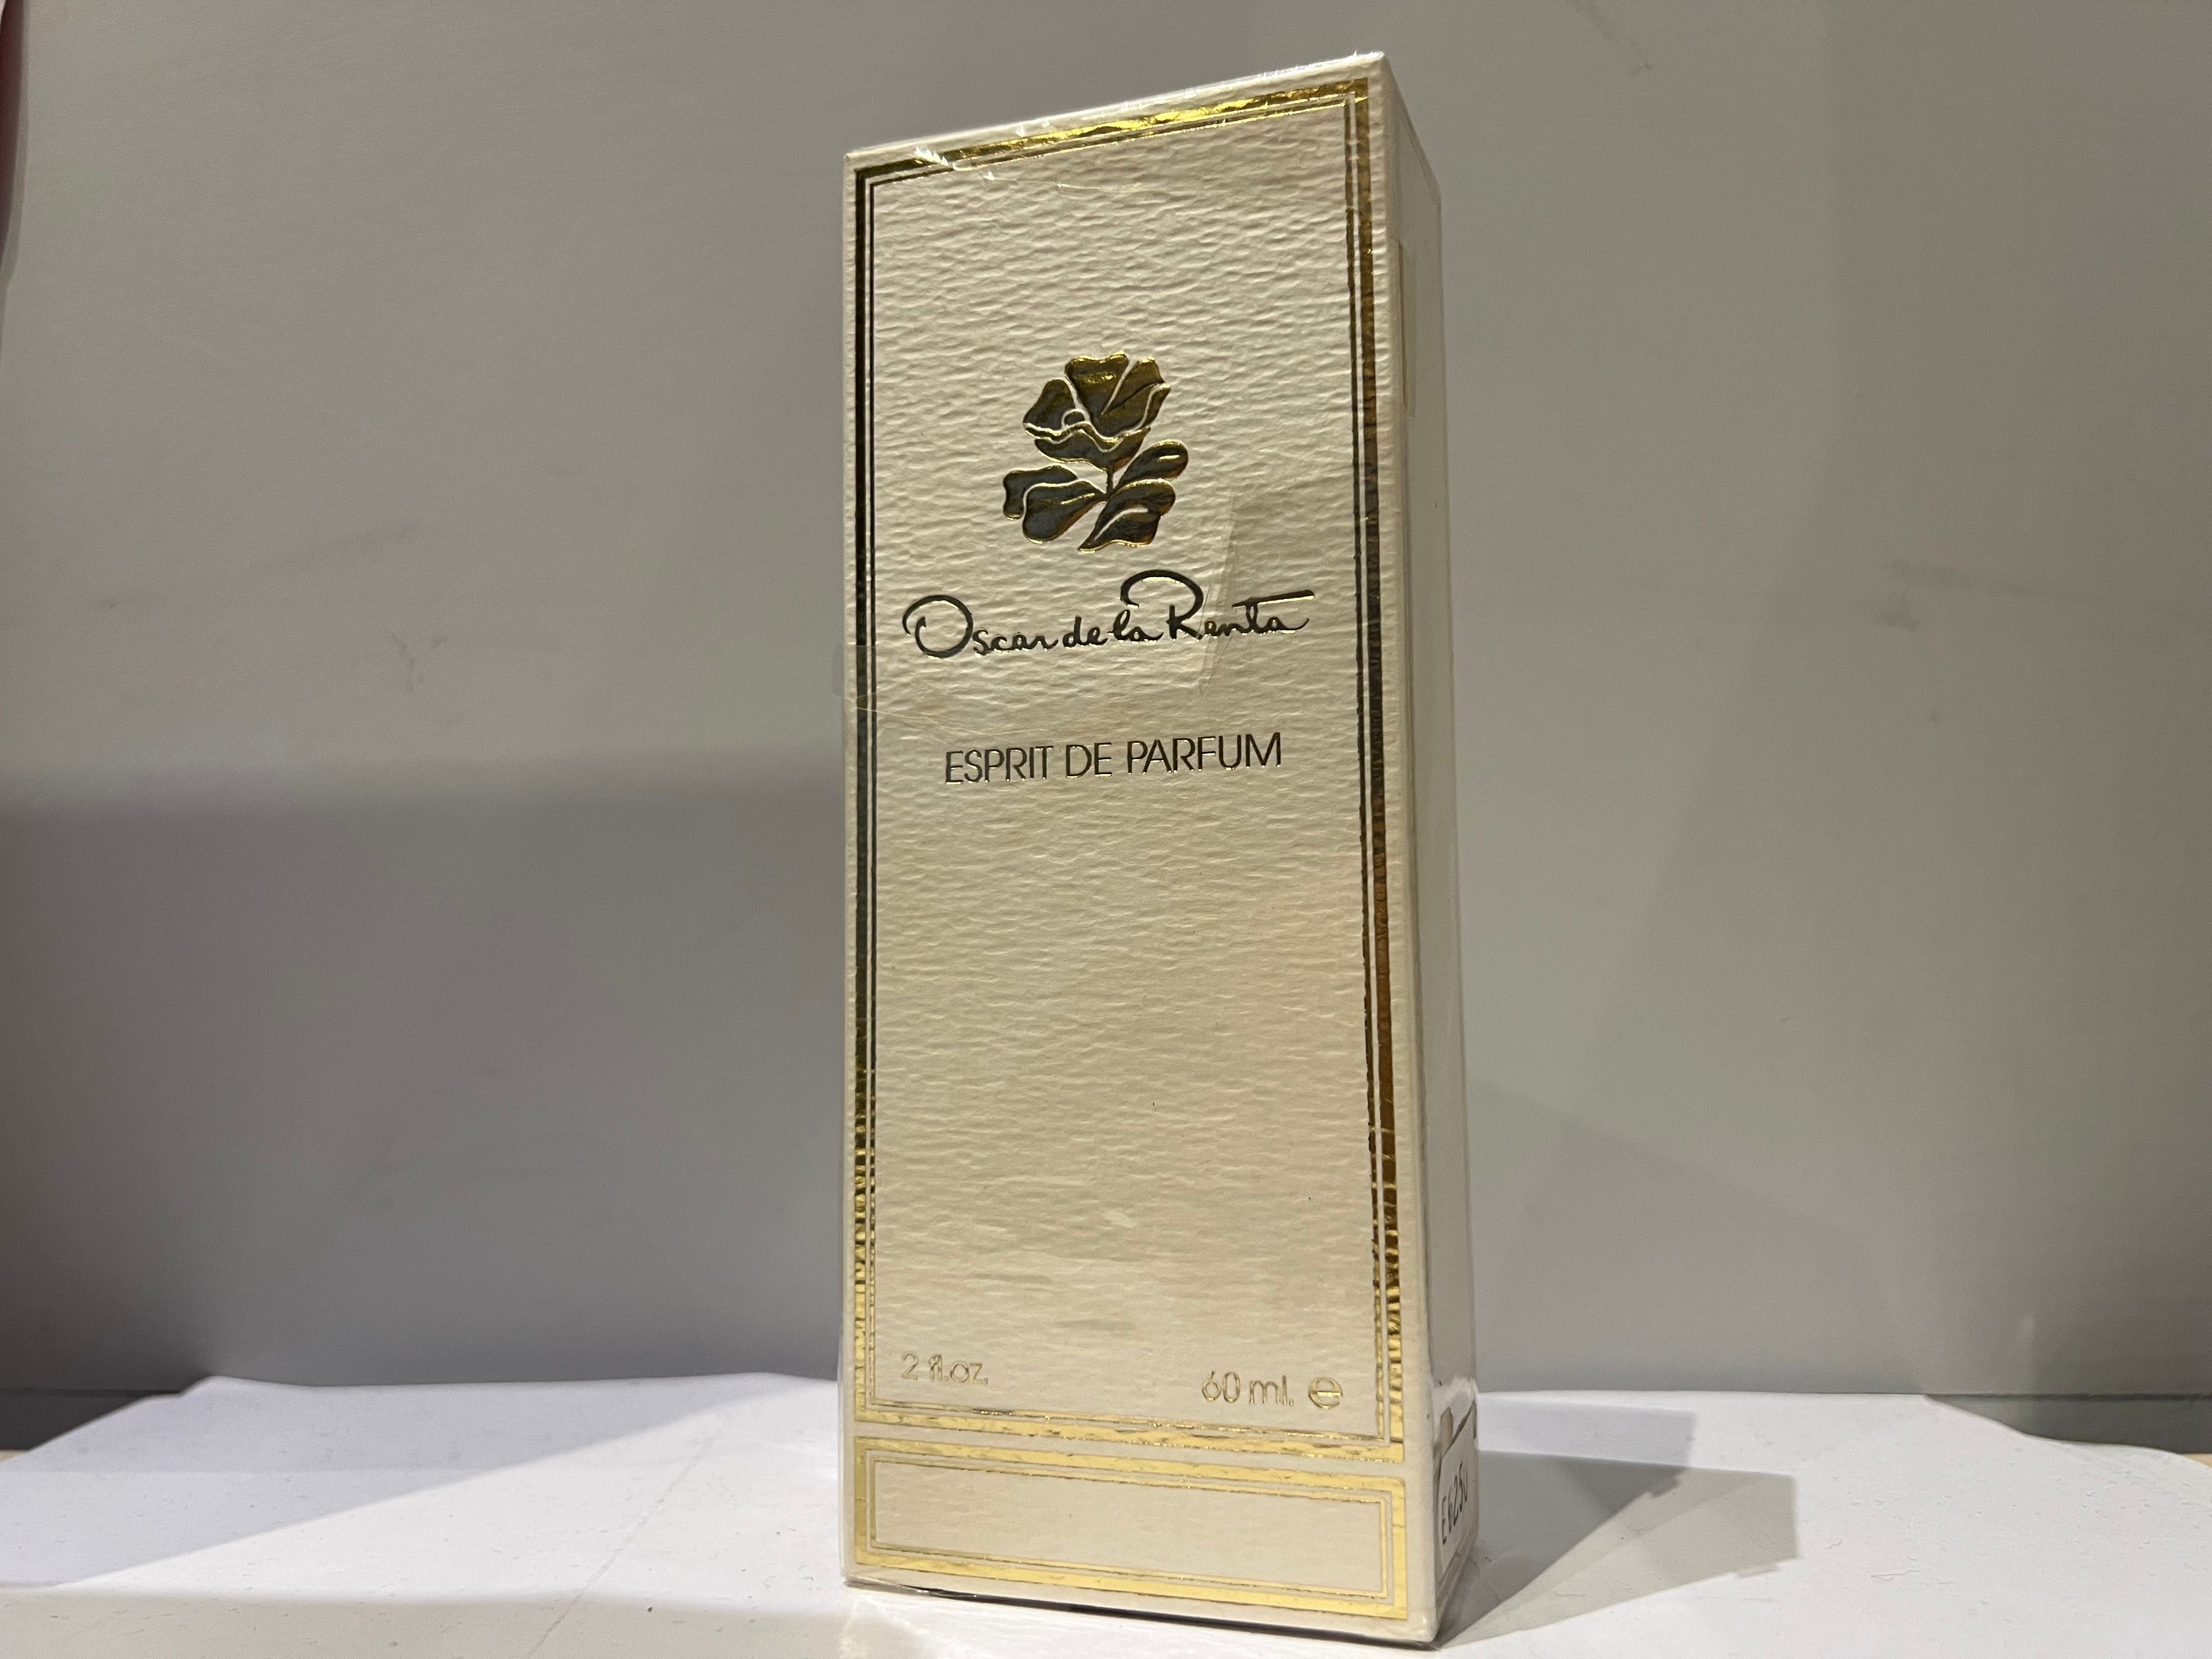 Oscar de la Renta
ESPRIT DE PARFUM
2 fl.oz.
60 ml. ℮